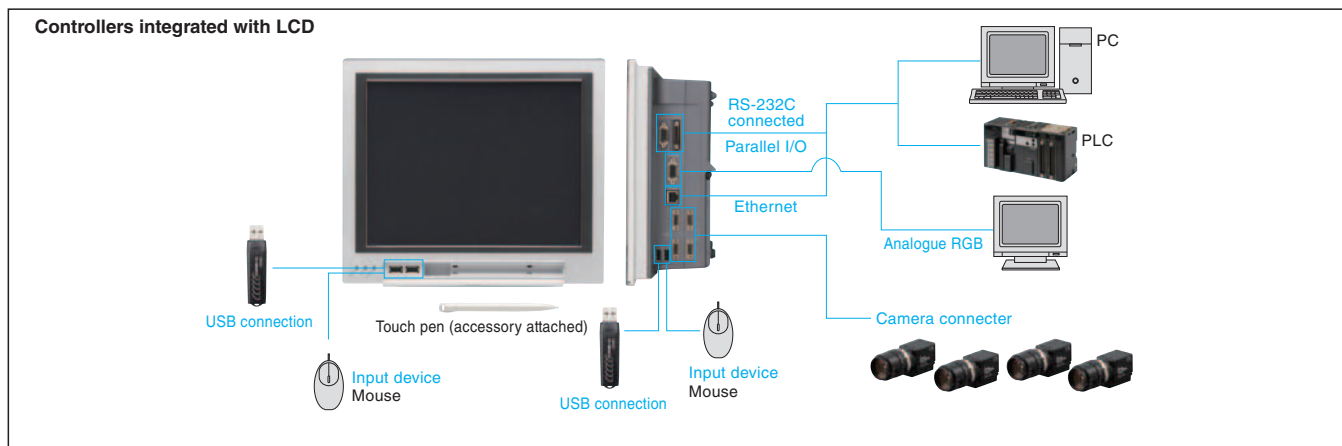 Controllers integrated with LCD
PC
RS-232C
connected
Parallel I/O
PLC
Ethernet
Analogue RGB
USB connection
Touch pen (accessory attached)
Camera connecter
Input device
Mouse
Input device
Mouse
USB connection